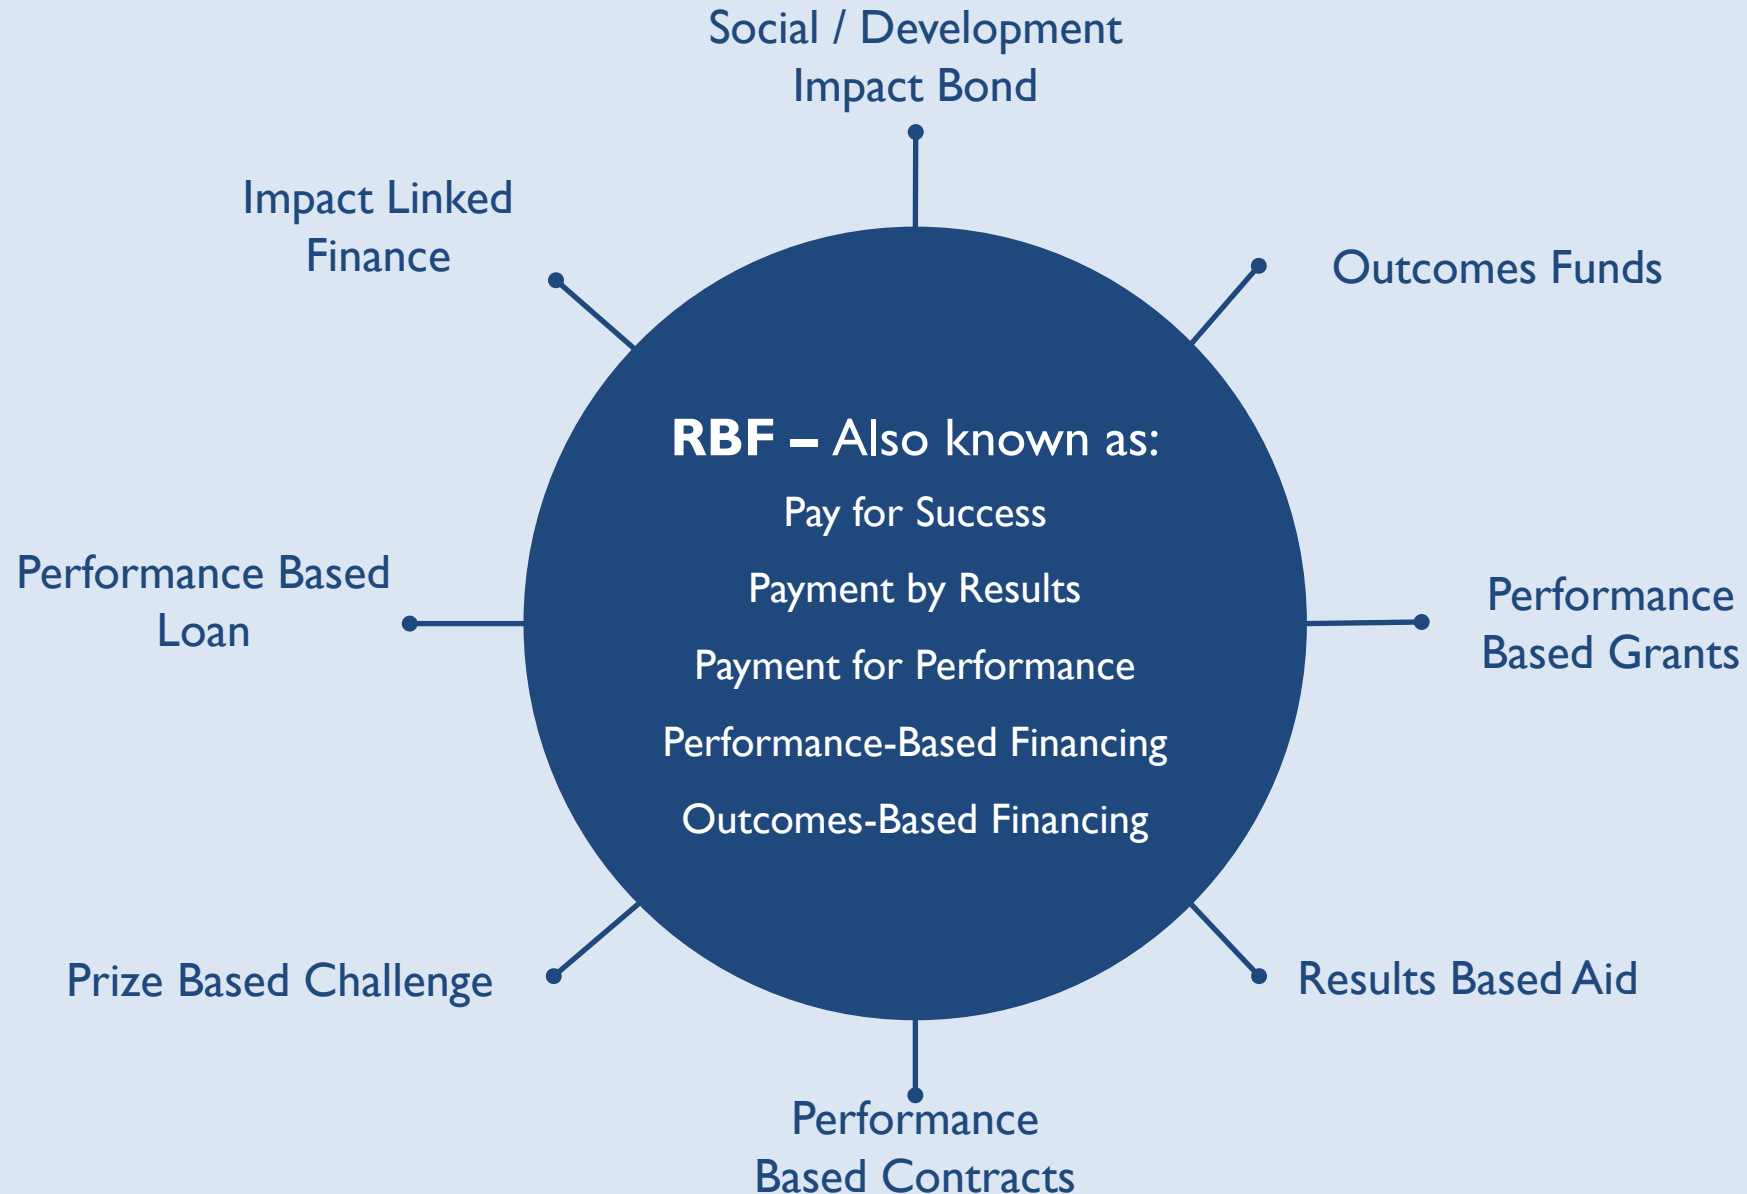 Social / Development
Impact Bond
Impact Linked
Finance
Outcomes Funds
RBF – Also known as:
Pay for Success
Payment by Results
Payment for Performance
Performance-Based Financing
Outcomes-Based Financing
Performance Based
Loan
Performance
Based Grants
Prize Based Challenge
Results Based Aid
Performance
Based Contracts